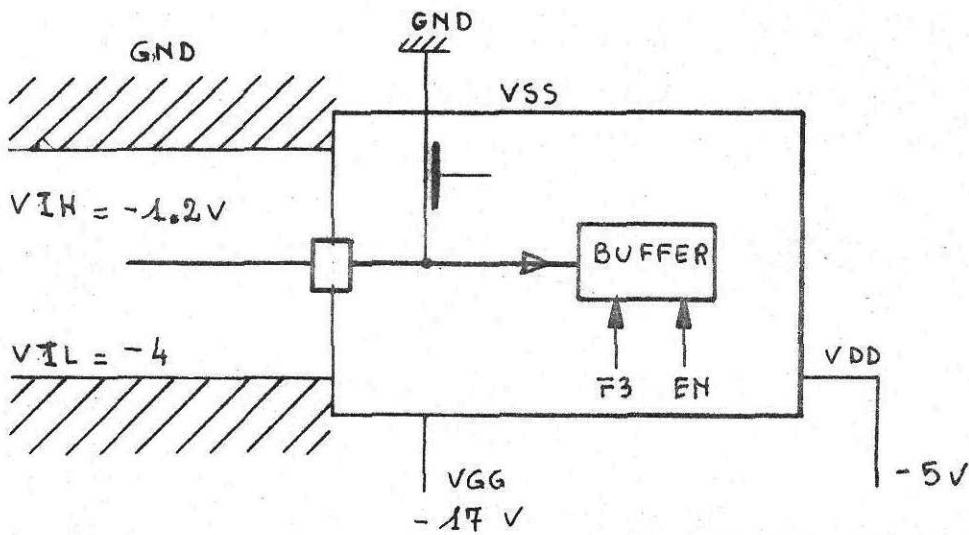 GND
GND
VSS
VIH = -1.2V
BUFFER
VIL = -4
F3 EN
VDD
VGG
-17 V
-5V